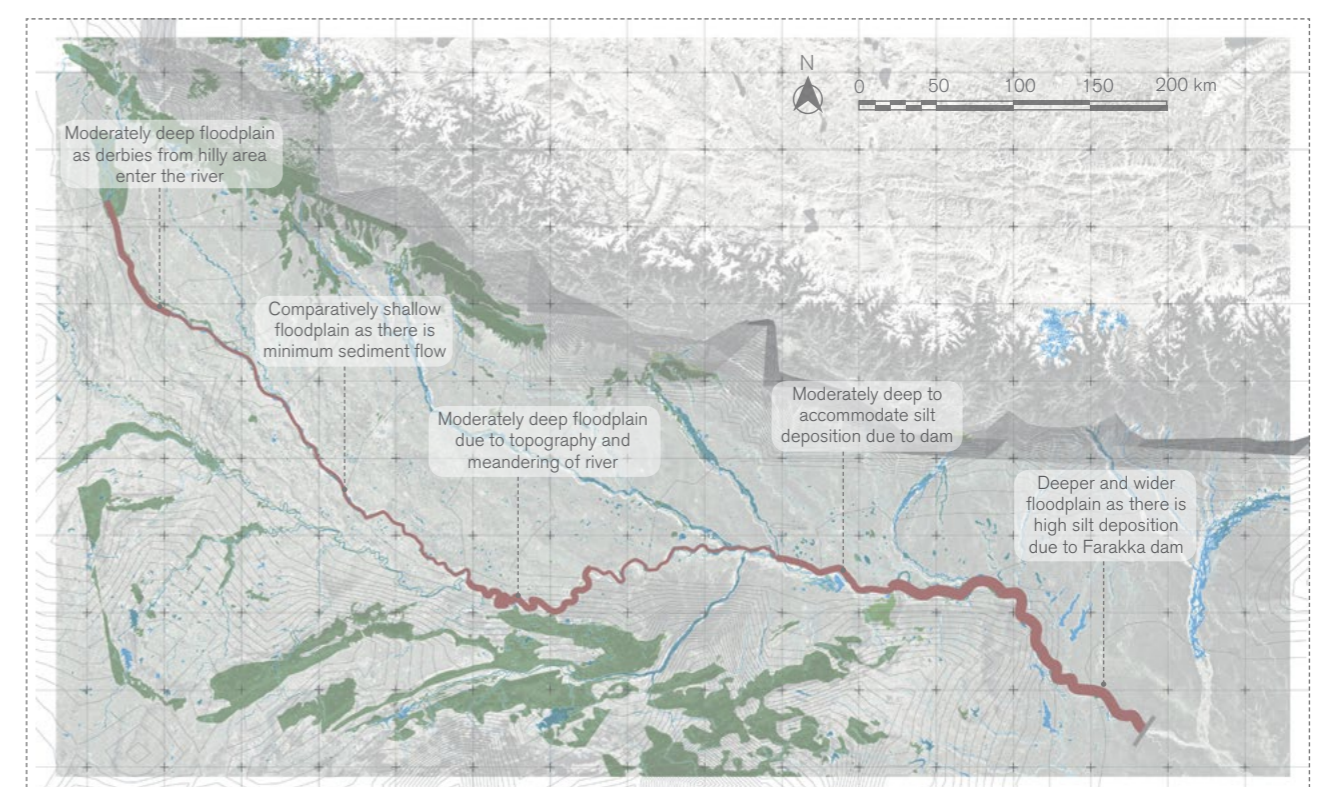 N
0 50 100 150 200 km
Moderately deep floodplain
as derbies from hilly area
enter the river
Comparatively shallow
floodplain as there is
minimum sediment flow
Moderately deep floodplain
due to topography and
meandering of river
Moderately deep to
accommodate silt
deposition due to dam
Deeper and wider
floodplain as there is
high silt deposition
due to Farakka dam